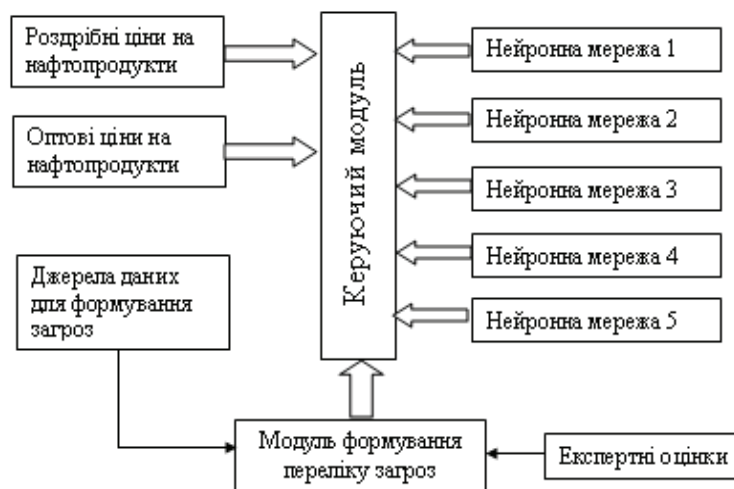 Роздрібні ціни на
нафтопродукти
Оптові ціни на
нафтопродукти
Джерела даних
для формування
загроз
Керуючий модуль
Нейронна мережа 1
Нейронна мережа 2
Нейронна мережа 3
Нейронна мережа 4
Нейронна мережа 5
Модуль формування
переліку загроз
Експертні оцінки